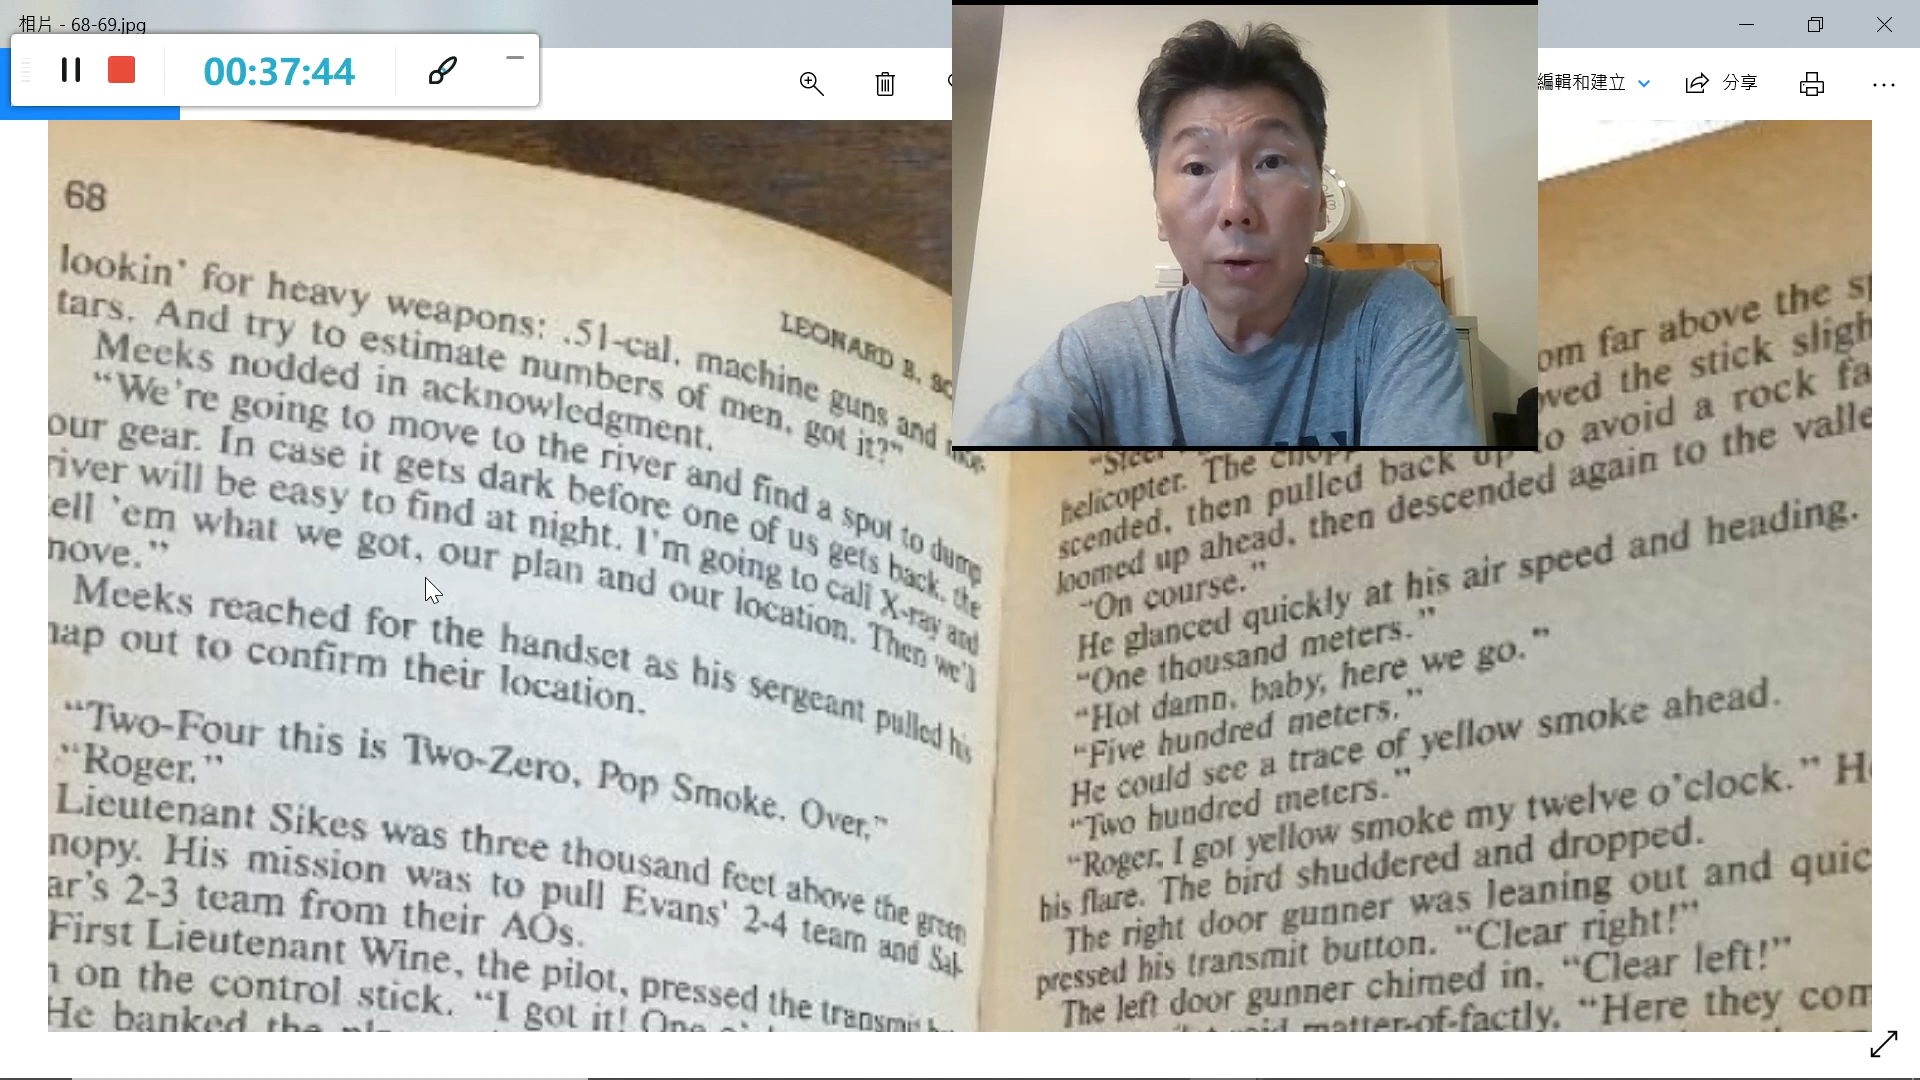 相片 - 68-69.jpg
00:37:44
編輯和建立
分享
68
LEONARD B.
lookin' for heavy weapons: .51-cal. machine guns and mor-
tars. And try to estimate numbers of men, got it?"
Meeks nodded in acknowledgment.
"We're going to move to the river and find a spot to dump
our gear. In case it gets dark before one of us gets back, the
river will be easy to find at night. I'm going to call X-ray and
tell 'em what we got, our plan and our location. Then we'll
move."
Meeks reached for the handset as his sergeant pulled his
map out to confirm their location.
"Two-Four this is Two-Zero, Pop Smoke. Over."
"Roger."
Lieutenant Sikes was three thousand feet above the green
nopy. His mission was to pull Evans' 2-4 team and Sal-
ar's 2-3 team from their AOs.
First Lieutenant Wine, the pilot, pressed the transmit
on the control stick. "I got it! One
He banked the
om far above the
oved the stick
"Steel
helicopter. The
to avoid a rock
scended, then pulled back up
loomed up ahead, then descended again to the valle
"On course."
He glanced quickly at his air speed and heading.
"One thousand meters."
"Hot damn, baby, here we go."
"Five hundred meters."
He could see a trace of yellow smoke ahead.
"Two hundred meters."
"Roger, I got yellow smoke my twelve o'clock." He
his flare. The bird shuddered and dropped.
The right door gunner was leaning out and quic
pressed his transmit button. "Clear right!"
The left door gunner chimed in, "Clear left!"
matter-of-factly, "Here they com